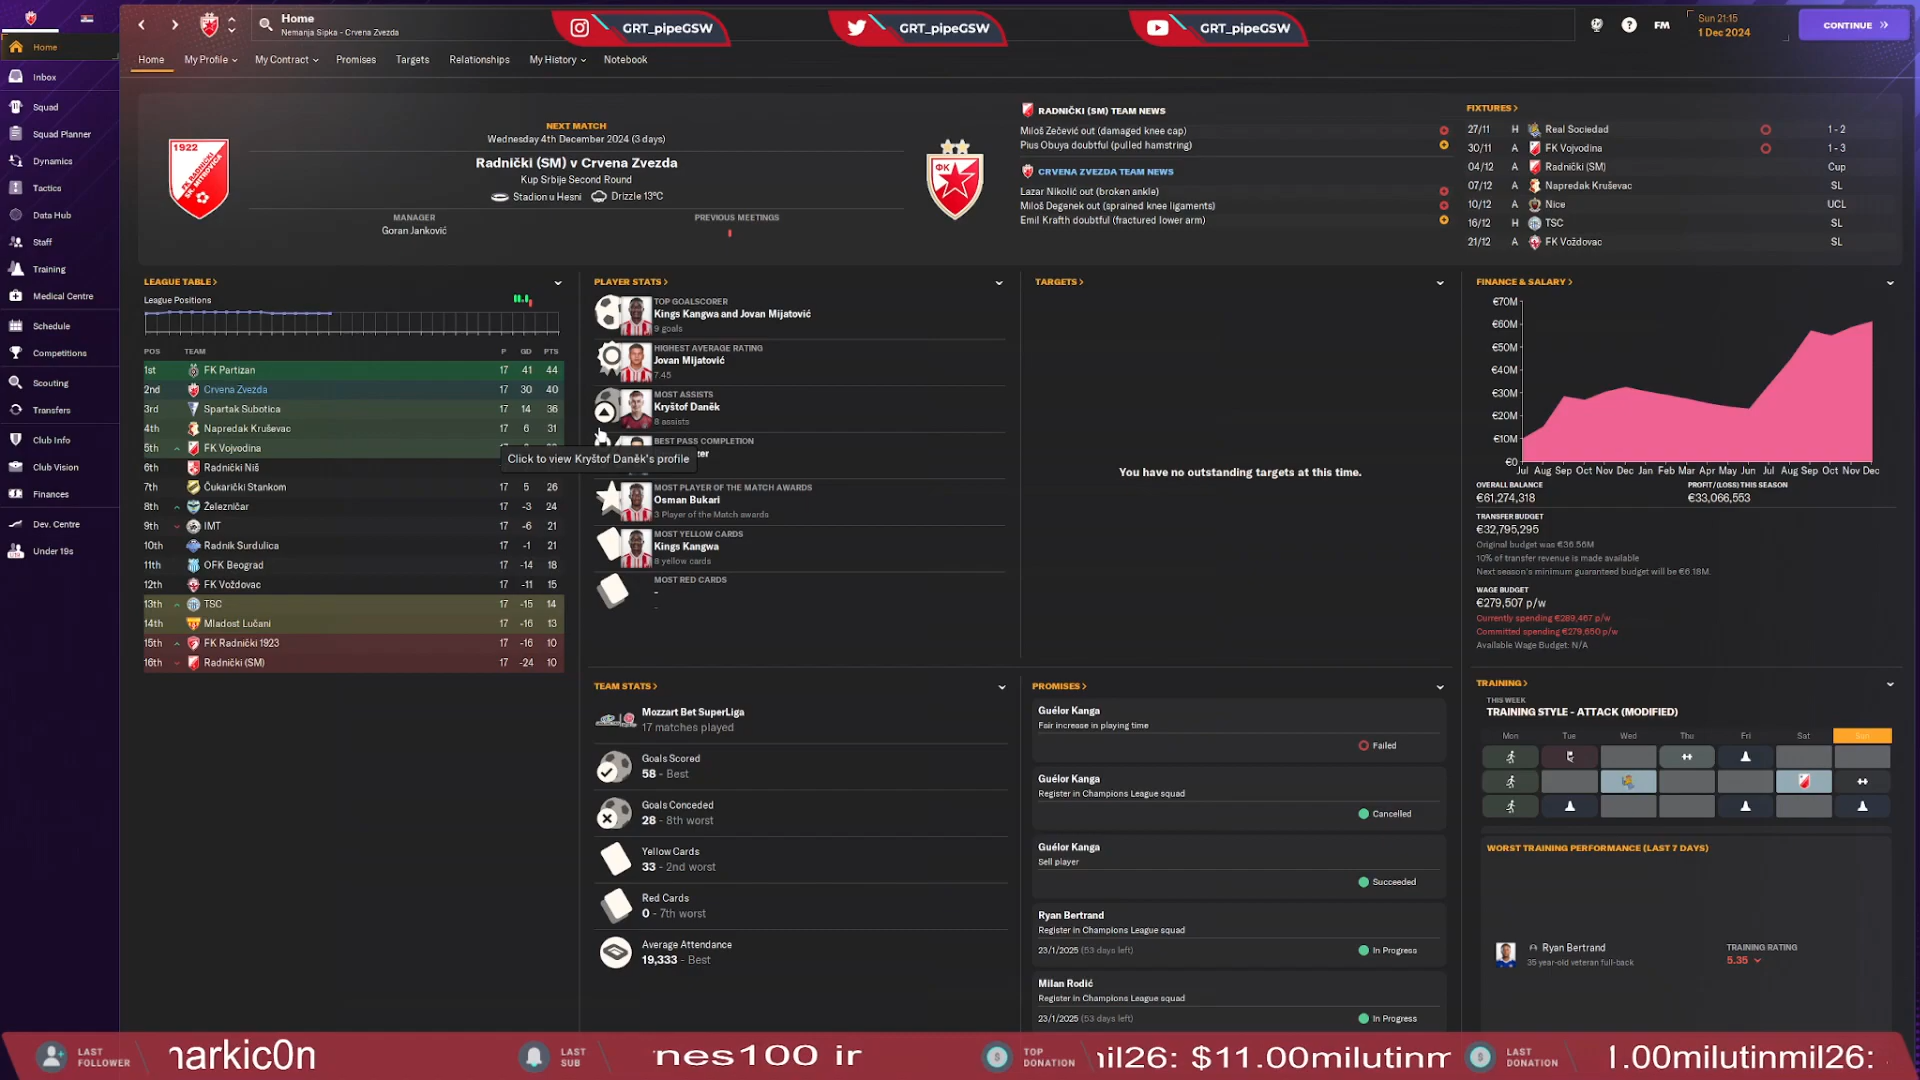 Home
Nemanja Sipka - Crvena Zvezda
GRT_pipeGSW
GRT_pipeGSW
GRT_pipeGSW
FM
Sun 21:15
1 Dec 2024
CONTINUE
Home
My Profile
My Contract
Promises
Targets
Relationships
My History
Notebook
Home
Inbox
Squad
Squad Planner
Dynamics
Tactics
Data Hub
Staff
Training
Medical Centre
Schedule
Competitions
Scouting
Transfers
Club Info
Club Vision
Finances
Dev. Centre
Under 19s
NEXT MATCH
Wednesday 4th December 2024 (3 days)
Radnički (SM) v Crvena Zvezda
Kup Srbije Second Round
Stadion u Hesni Drizzle 13°C
MANAGER
Goran Janković
PREVIOUS MEETINGS
RADNIČKI (SM) TEAM NEWS
Miloš Zečević out (damaged knee cap)
Pius Obuya doubtful (pulled hamstring)
CRVENA ZVEZDA TEAM NEWS
Lazar Nikolić out (broken ankle)
Miloš Degenek out (sprained knee ligaments)
Emil Krafth doubtful (fractured lower arm)
FIXTURES >
27/11 H Real Sociedad 1 - 2
30/11 A FK Vojvodina 1 - 3
04/12 A Radnički (SM) Cup
07/12 A Napredak Kruševac SL
10/12 A Nice UCL
16/12 H TSC SL
21/12 A FK Voždovac SL
LEAGUE TABLE >
League Positions
POS TEAM P GD PTS
1st FK Partizan 17 41 44
2nd Crvena Zvezda 17 30 40
3rd Spartak Subotica 17 14 36
4th Napredak Kruševac 17 6 31
5th FK Vojvodina
6th Radnički Niš
7th Čukarički Stankom 17 5 26
8th Železničar 17 -3 24
9th IMT 17 -6 21
10th Radnik Surdulica 17 -1 21
11th OFK Beograd 17 -14 18
12th FK Voždovac 17 -11 15
13th TSC 17 -15 14
14th Mladost Lučani 17 -16 13
15th FK Radnički 1923 17 -16 10
16th Radnički (SM) 17 -24 10
PLAYER STATS >
TOP GOALSCORER
Kings Kangwa and Jovan Mijatović
9 goals
HIGHEST AVERAGE RATING
Jovan Mijatović
7.45
MOST ASSISTS
Kryštof Daněk
8 assists
BEST PASS COMPLETION
Click to view Kryštof Daněk's profile
MOST PLAYER OF THE MATCH AWARDS
Osman Bukari
3 Player of the Match awards
MOST YELLOW CARDS
Kings Kangwa
8 yellow cards
MOST RED CARDS
-
-
TARGETS >
You have no outstanding targets at this time.
FINANCE & SALARY >
€70M
€60M
€50M
€40M
€30M
€20M
€10M
€0
Jul Aug Sep Oct Nov Dec Jan Feb Mar Apr May Jun Jul Aug Sep Oct Nov Dec
OVERALL BALANCE
€61,274,318
PROFIT/(LOSS) THIS SEASON
€33,066,553
TRANSFER BUDGET
€32,795,295
Original budget was €36.56M
10% of transfer revenue is made available
Next season's minimum guaranteed budget will be €6.18M.
WAGE BUDGET
€279,507 p/w
Currently spending €289,467 p/w
Committed spending €279,650 p/w
Available Wage Budget: N/A
TEAM STATS >
Mozzart Bet SuperLiga
17 matches played
Goals Scored
58 - Best
Goals Conceded
28 - 8th worst
Yellow Cards
33 - 2nd worst
Red Cards
0 - 7th worst
Average Attendance
19,333 - Best
PROMISES >
Guélor Kanga
Fair increase in playing time
Failed
Guélor Kanga
Register in Champions League squad
Cancelled
Guélor Kanga
Sell player
Succeeded
Ryan Bertrand
Register in Champions League squad
23/1/2025 (53 days left) In Progress
Milan Rodić
Register in Champions League squad
23/1/2025 (53 days left) In Progress
TRAINING >
THIS WEEK
TRAINING STYLE - ATTACK (MODIFIED)
Mon Tue Wed Thu Fri Sat Sun
WORST TRAINING PERFORMANCE (LAST 7 DAYS)
Ryan Bertrand
35 year-old veteran full-back
TRAINING RATING
5.35
LAST FOLLOWER narkic0n
LAST SUB nes100 ir
TOP DONATION il26: $11.00milutinm
LAST DONATION 1.00milutinmil26: